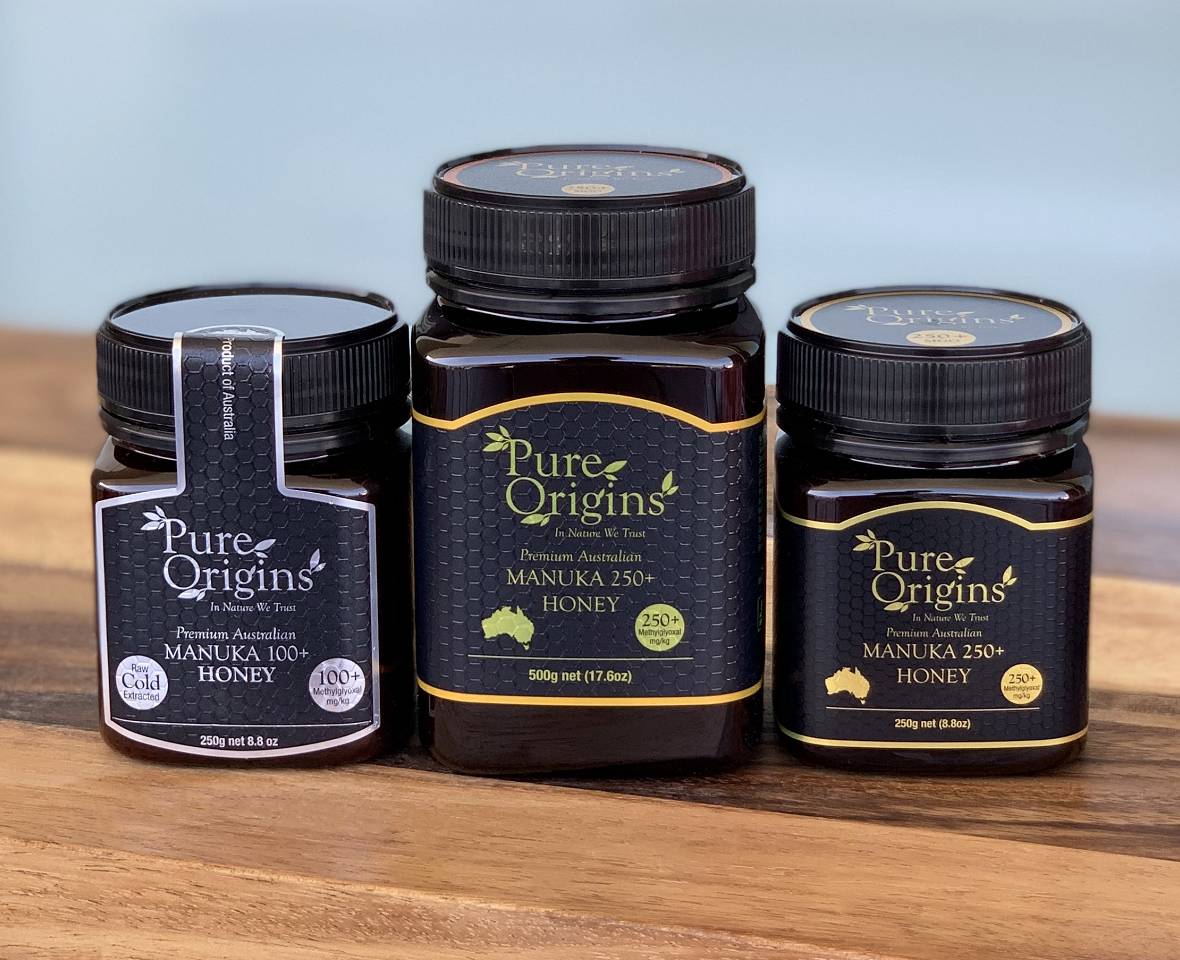 Product of Australia
Pure
Origins
In Nature We Trust
Premium Australian
MANUKA 100+
HONEY
Raw
Cold
Extracted
100+
Methylglyoxal
mg/kg
250g net 8.8 oz
Pure
Origins
250+
MGO
Pure
Origins
In Nature We Trust
Premium Australian
MANUKA 250+
HONEY
250+
Methylglyoxal
mg/kg
500g net (17.6oz)
Pure
Origins
250+
MGO
Pure
Origins
In Nature We Trust
Premium Australian
MANUKA 250+
HONEY
250+
Methylglyoxal
mg/kg
250g net (8.8oz)